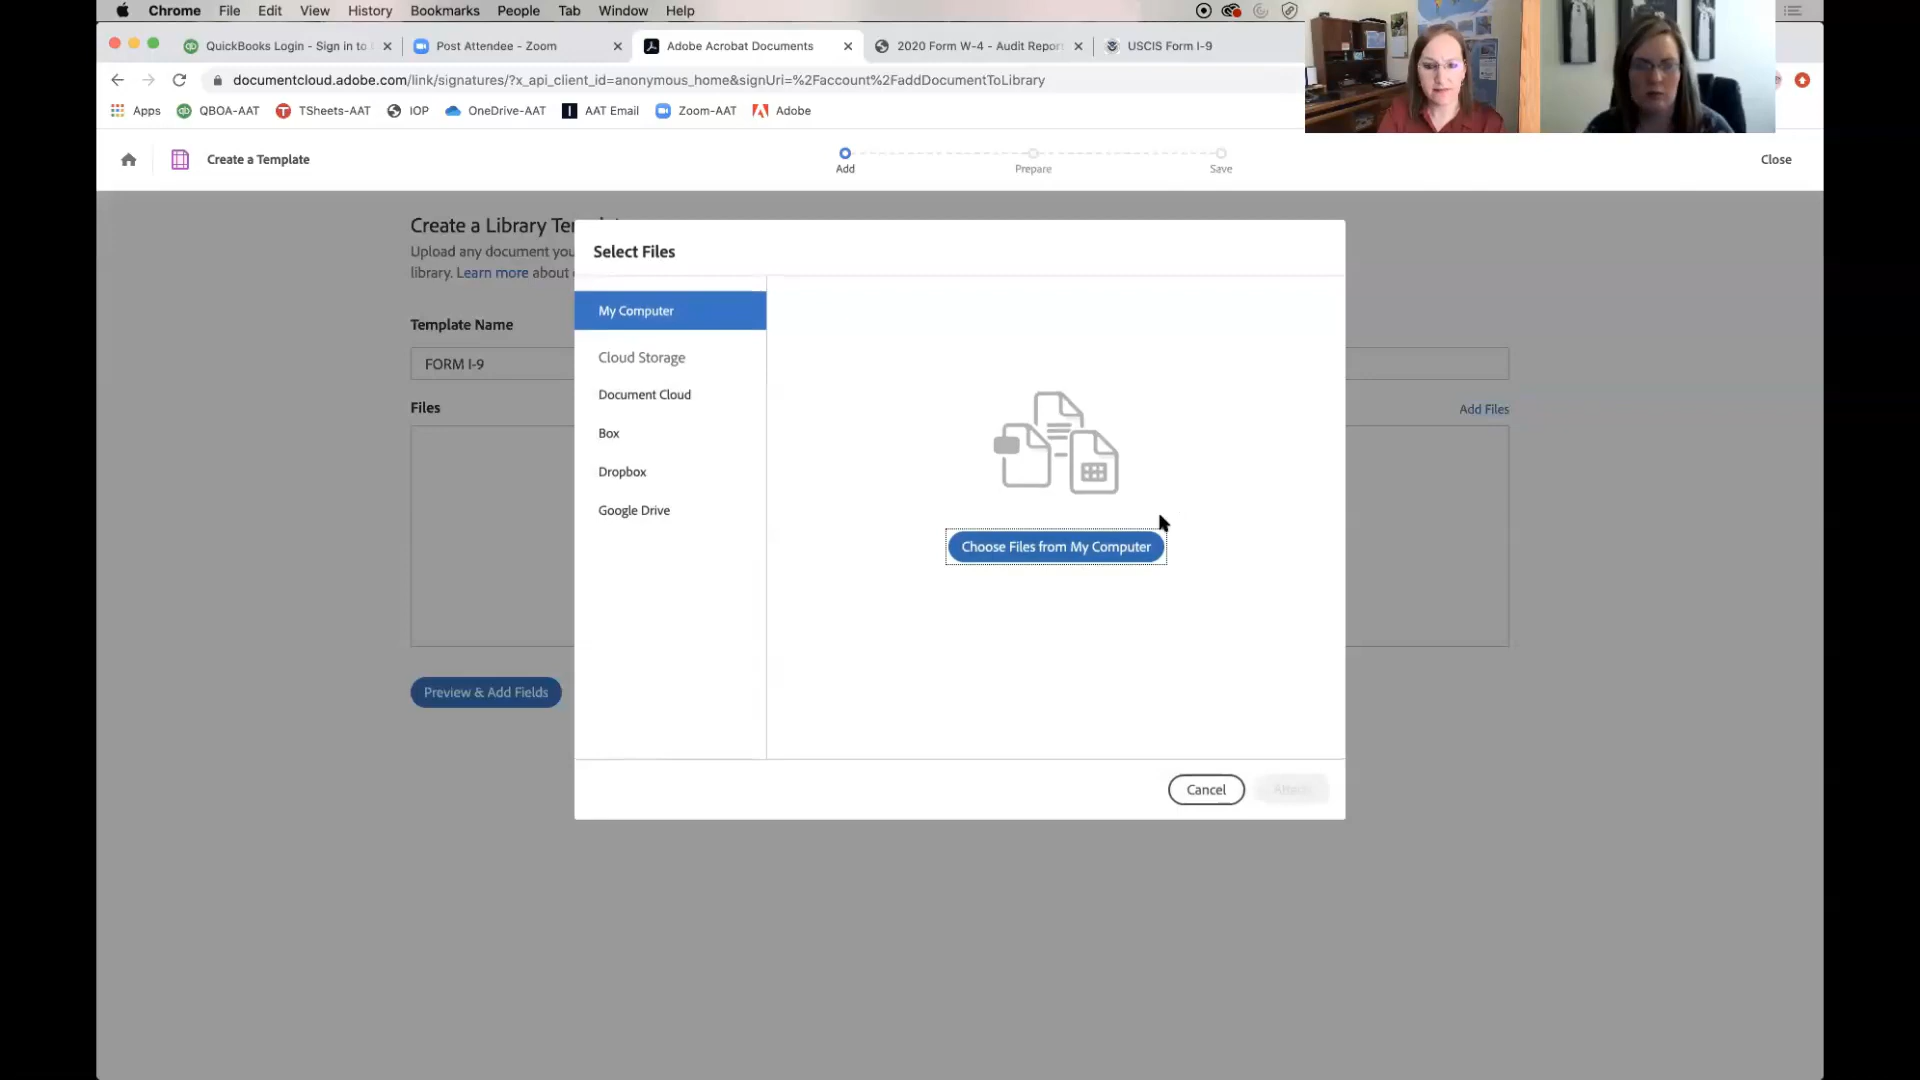 Chrome File Edit View History Bookmarks People Tab Window Help
QuickBooks Login - Sign in to
Post Attendee - Zoom
Adobe Acrobat Documents
2020 Form W-4 - Audit Repor
USCIS Form I-9
documentcloud.adobe.com/link/signatures/?x_api_client_id=anonymous_home&signUri=%2Faccount%2FaddDocumentToLibrary
Apps QBOA-AAT TSheets-AAT IOP OneDrive-AAT AAT Email Zoom-AAT Adobe
Create a Template
Add
Prepare
Save
Close
Create a Library Te
Upload any document you
library. Learn more about
Template Name
FORM I-9
Files
Add Files
Preview & Add Fields
Select Files
My Computer
Cloud Storage
Document Cloud
Box
Dropbox
Google Drive
Choose Files from My Computer
Cancel